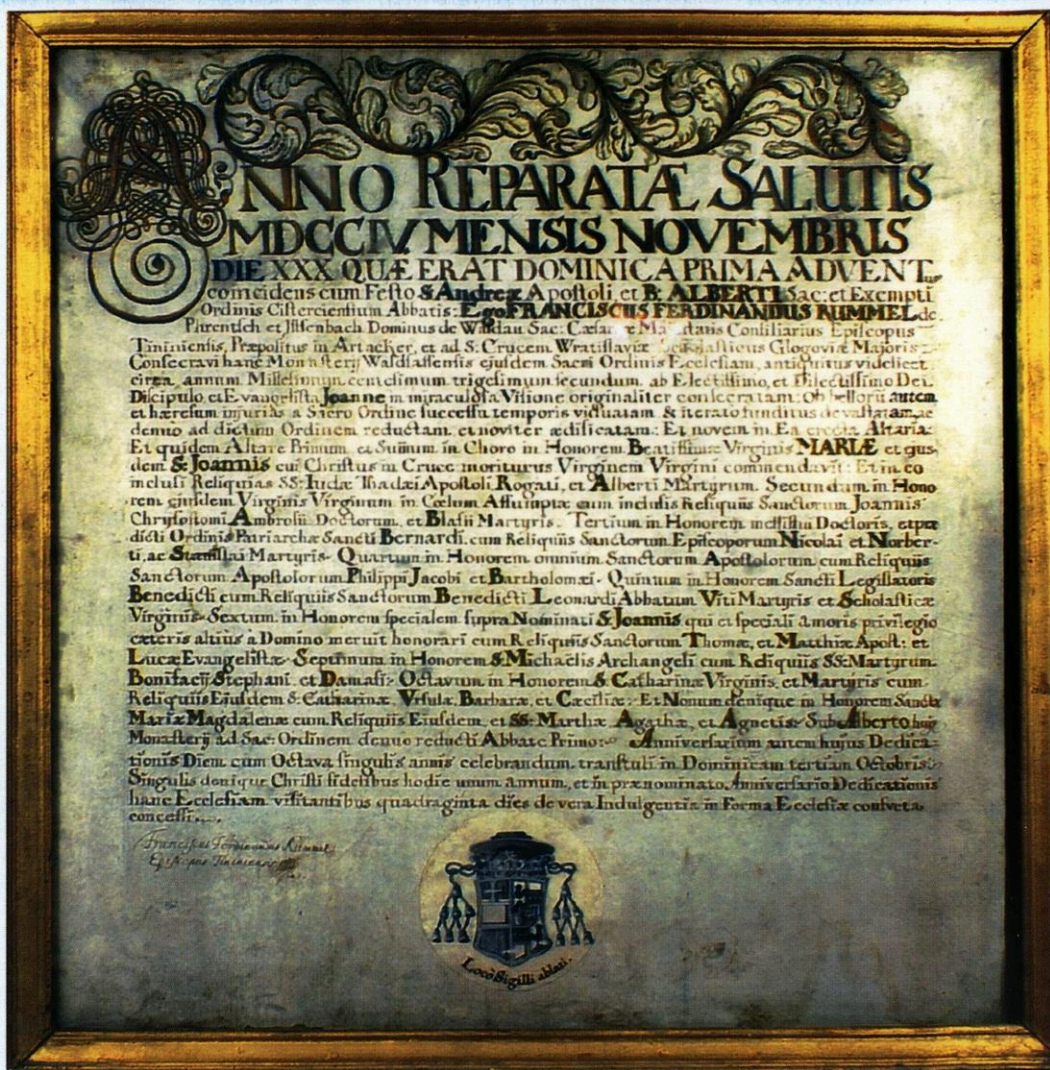 ANNO REPARATÆ SALUTIS
MDCCIV MENSIS NOVEMBRIS
DIE XXX QUÆ ERAT DOMINICA PRIMA ADVENT.
coincidens cum Festo S: Andreæ Apostoli, et B: ALBERTI Sac: et Exempti
Ordinis Cisterciensium Abbatis: Ego FRANCISCUS FERDINANDUS RUMMEL de
Phrentsch et Issenbach Dominus de Waldau Sac: Cæsareæ Majestatis Consiliarius Episcopus
Tininiensis, Præpositus in Artacker, et ad S: Crucem Wratislaviæ Scholasticus Glogoviæ Majoris
Consecravi hanc Monasterij Waldsassensis ejusdem Sacri Ordinis Ecclesiam, antiquitus videlicet
circa, annum Millesimum centesimum trigesimum secundum, ab Electissimo, et Dilectissimo Dei
Discipulo, et Evangelista Joanne in miraculosa Visione originaliter consecratam: Ob bellorū autem
et hæresum injurias à Sacro Ordine successu temporis viduatam & iterato funditus devastatam, ac
denuo ad dictum Ordinem reductam, et noviter ædificatam: Et novem in Ea erecta Altaria:
Et quidem Altare Primum, et Sum̄um in Choro in Honorem Beatissimæ Virginis MARIÆ et ejus-
dem S: Joannis cui Christus in Cruce moriturus Virginem Virgini commendavit: Et in eo
inclusi Reliquias SS: Iudæ Thadæi Apostoli Rogati, et Alberti Martyrum. Secundum in Hono
rem ejusdem Virginis Virginum in Cœlum Assumptæ cum inclusis Reliquiis Sanctorum Joannis
Chrysostomi Ambrosii Doctorum, et Blasii Martyris. Tertium in Honorem melliflui Doctoris, et præ
dicti Ordinis Patriarchæ Sancti Bernardi, cum Reliquiis Sanctorum Episcoporum Nicolai et Norber-
ti, ac Stanislai Martyris. Quartum in Honorem omnium Sanctorum Apostolorum cum Reliquiis
Sanctorum Apostolorum Philippi Jacobi et Bartholomæi. Quintum in Honorem Sancti Legislatoris
Benedicti cum Reliquiis Sanctorum Benedicti Leonardi Abbatum Viti Martyris et Scholasticæ
Virginis. Sextum in Honorem specialem supra Nominati S: Joannis qui et speciali amoris privilegio
cæteris altius à Domino meruit honorari cum Reliquiis Sanctorum Thomæ, et Matthiæ Apost: et
Lucæ Evangelistæ. Septimum in Honorem S: Michaelis Archangeli cum Reliquiis SS: Martyrum
Bonifacij Stephani, et Damasi. Octavum in Honorem S: Catharinæ Virginis, et Martyris cum
Reliquiis Ejusdem S: Catharinæ Vrsulæ Barbaræ, et Cæciliæ: Et Nonum denique in Honorem Sanctæ
Mariæ Magdalenæ cum Reliquiis Eiusdem, et SS: Marthæ Agathæ, et Agnetis. Sub Alberto hujus
Monasterij ad Sac: Ordinem denuo reducti Abbate Primo. Anniversarium autem hujus Dedica-
tionis Diem cum Octava singulis annis celebrandum transtuli in Dominicam tertiam Octobris.
Singulis denique Christi fidelibus hodie unum annum, et in prænominato Anniversario Dedicationis
hanc Ecclesiam visitantibus quadraginta dies de vera Indulgentia in Forma Ecclesiæ consveta
concessi.
Franciscus Ferdinandus Rummel
Episcopus Tininiensis
Locō Sigilli ablati.